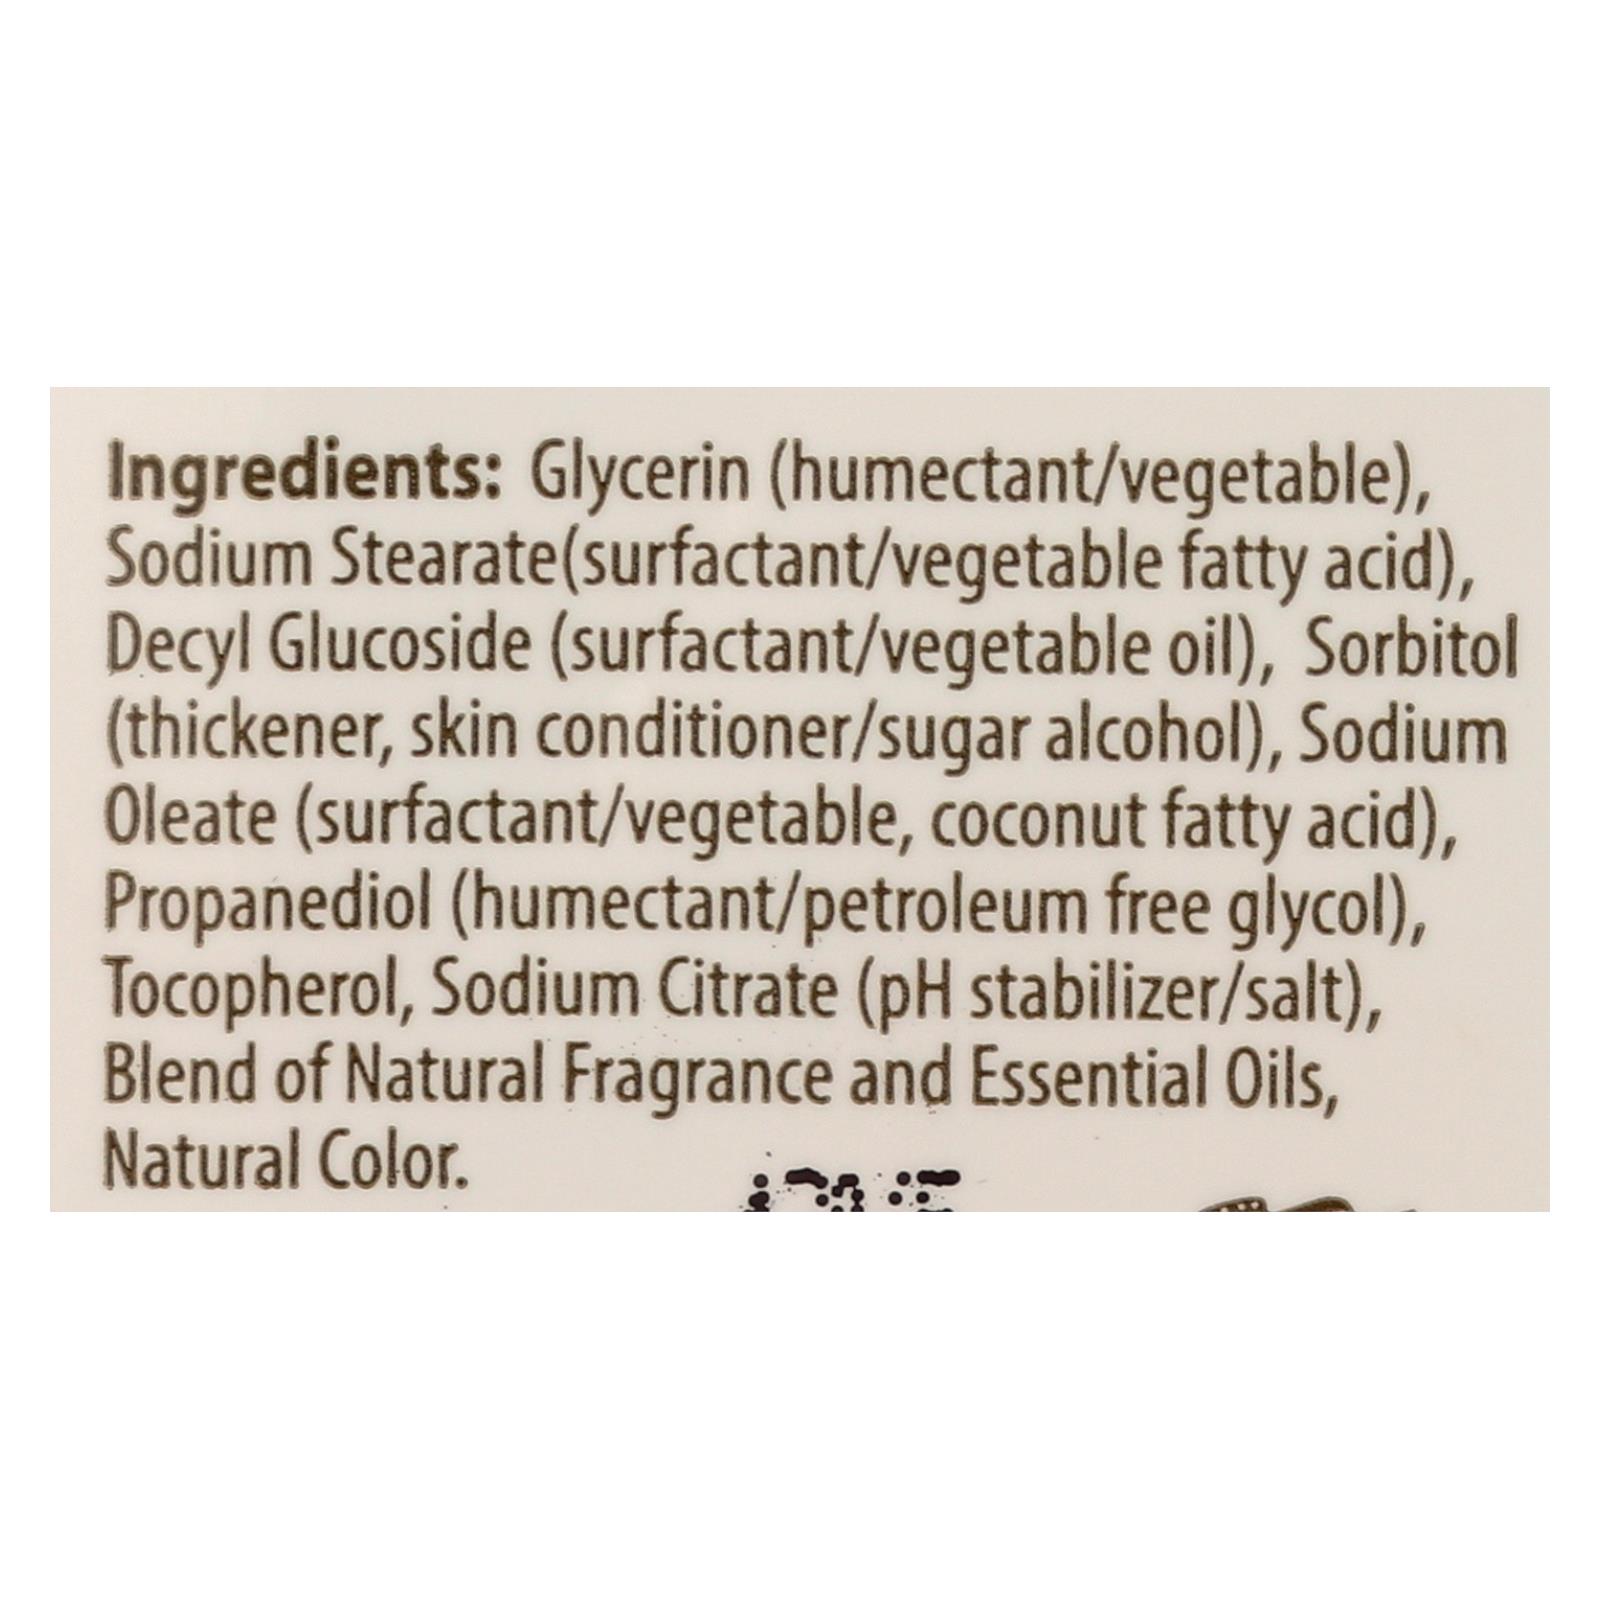 Ingredients: Glycerin (humectant/vegetable),
Sodium Stearate(surfactant/vegetable fatty acid),
Decyl Glucoside (surfactant/vegetable oil), Sorbitol
(thickener, skin conditioner/sugar alcohol), Sodium
Oleate (surfactant/vegetable, coconut fatty acid),
Propanediol (humectant/petroleum free glycol),
Tocopherol, Sodium Citrate (pH stabilizer/salt),
Blend of Natural Fragrance and Essential Oils,
Natural Color.